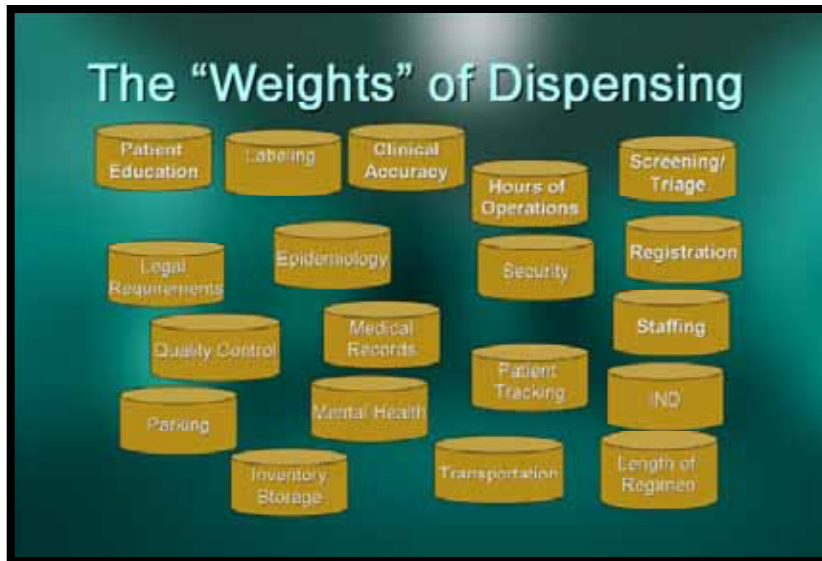 The “Weights” of Dispensing
Patient
Education
Labeling
Clinical
Accuracy
Hours of
Operations
Screening/
Triage
Legal
Requirements
Epidemiology
Security
Registration
Quality Control
Medical
Records
Staffing
Patient
Tracking
Parking
Mental Health
IND
Inventory
Storage
Transportation
Length of
Regimen